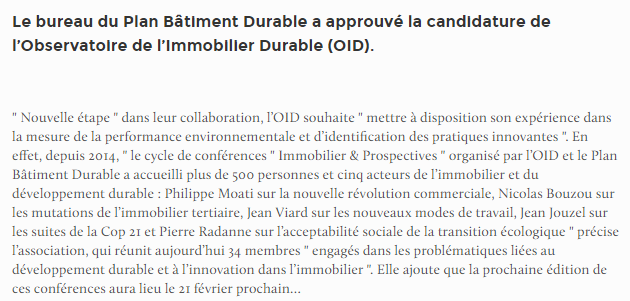 Le bureau du Plan Bâtiment Durable a approuvé la candidature de
l'Observatoire de l'Immobilier Durable (OID).
" Nouvelle étape " dans leur collaboration, l'OID souhaite " mettre à disposition son expérience dans
la mesure de la performance environnementale et d'identification des pratiques innovantes ". En
effet, depuis 2014, " le cycle de conférences " Immobilier & Prospectives " organisé par l'OID et le Plan
Bâtiment Durable a accueilli plus de 500 personnes et cinq acteurs de l'immobilier et du
développement durable : Philippe Moati sur la nouvelle révolution commerciale, Nicolas Bouzou sur
les mutations de l'immobilier tertiaire, Jean Viard sur les nouveaux modes de travail, Jean Jouzel sur
les suites de la Cop 21 et Pierre Radanne sur l'acceptabilité sociale de la transition écologique " précise
l'association, qui réunit aujourd'hui 34 membres " engagés dans les problématiques liées au
développement durable et à l'innovation dans l'immobilier ". Elle ajoute que la prochaine édition de
ces conférences aura lieu le 21 février prochain...